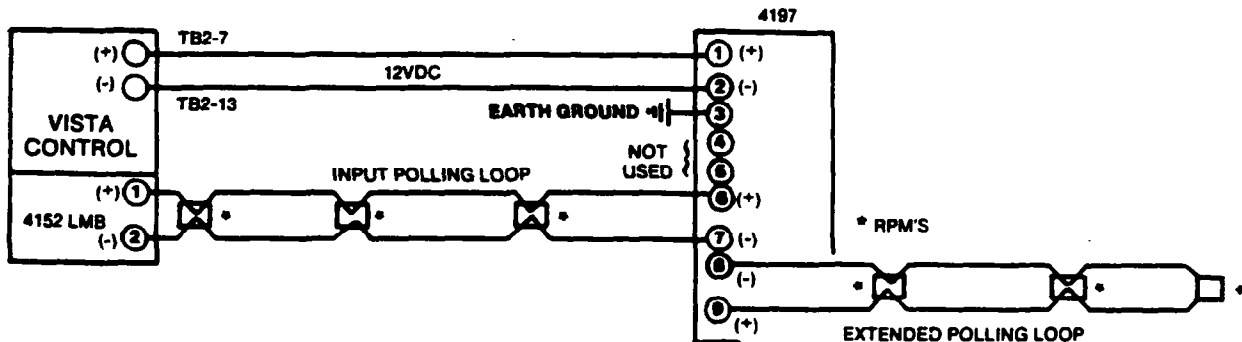 4197
(+)
TB2-7
1 (+)
12VDC
(-)
2 (-)
TB2-13
EARTH GROUND
3
VISTA
CONTROL
4
NOT
USED
5
INPUT POLLING LOOP
(+) 1
6 (+)
4152 LMB
*
*
*
* RPM'S
(-) 2
7 (-)
8
(-)
*
*
*
9
(+)
EXTENDED POLLING LOOP